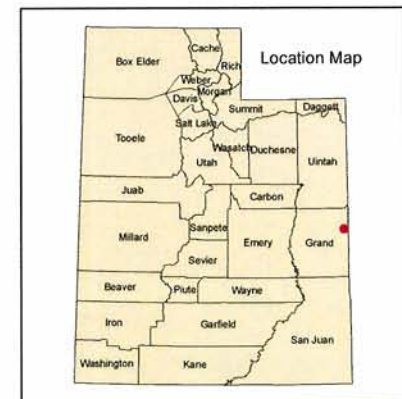 Location Map
Cache
Box Elder
Rich
Weber
Morgan
Davis
Summit
Daggett
Salt Lake
Tooele
Wasatch
Duchesne
Utah
Uintah
Juab
Carbon
Sanpete
Millard
Emery
Grand
Sevier
Beaver
Piute
Wayne
Iron
Garfield
San Juan
Washington
Kane